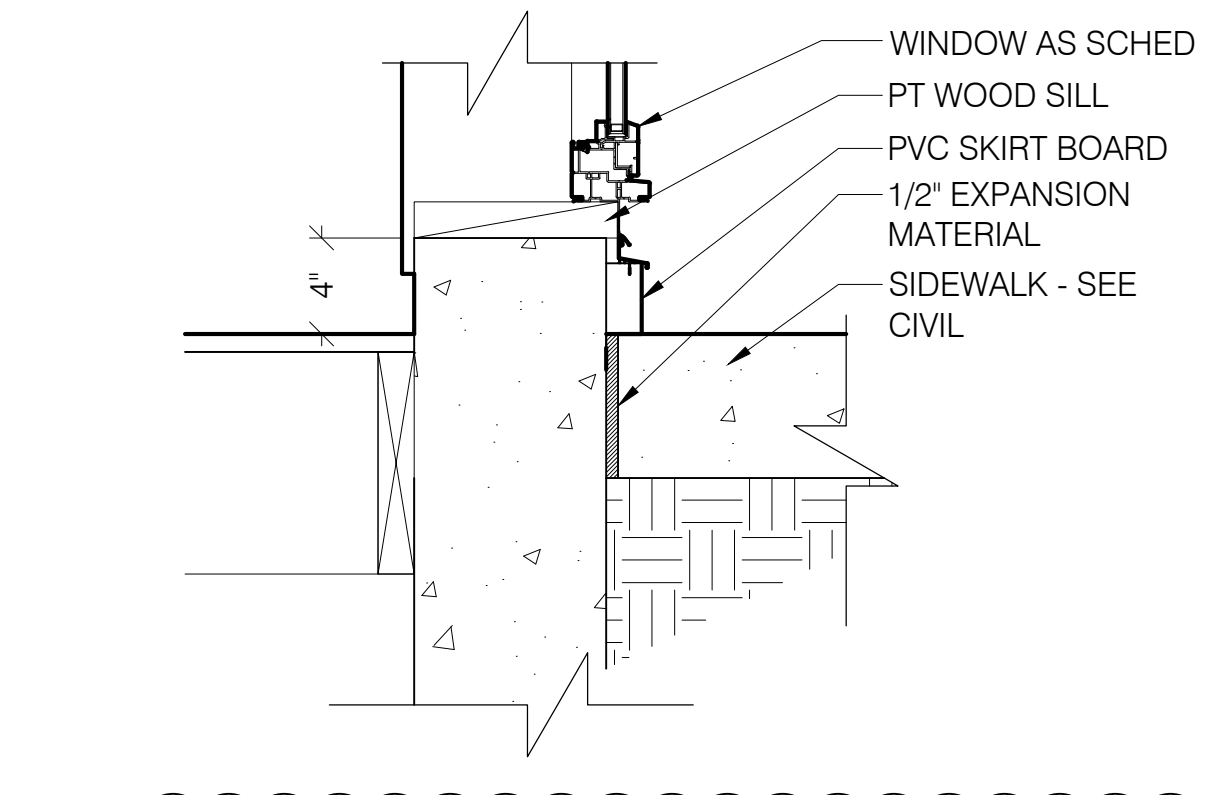 WINDOW AS SCHED
PT WOOD SILL
PVC SKIRT BOARD
1/2" EXPANSION
MATERIAL
4"
SIDEWALK - SEE
CIVIL